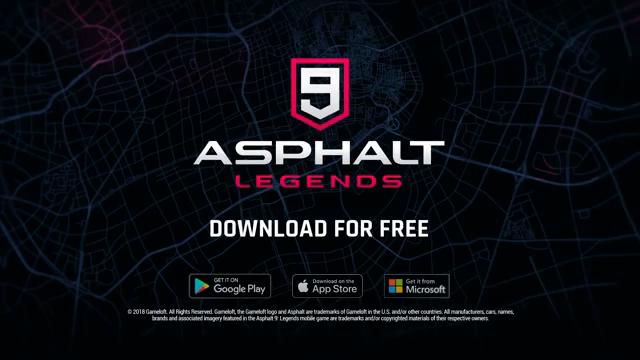 9
ASPHALT
LEGENDS
DOWNLOAD FOR FREE
GET IT ON
Google Play
Download on the
App Store
Get it from
Microsoft
© 2018 Gameloft. All Rights Reserved. Gameloft, the Gameloft logo and Asphalt are trademarks of Gameloft in the U.S. and/or other countries. All manufacturers, cars, names,
brands and associated imagery featured in the Asphalt 9: Legends mobile game are trademarks and/or copyrighted materials of their respective owners.